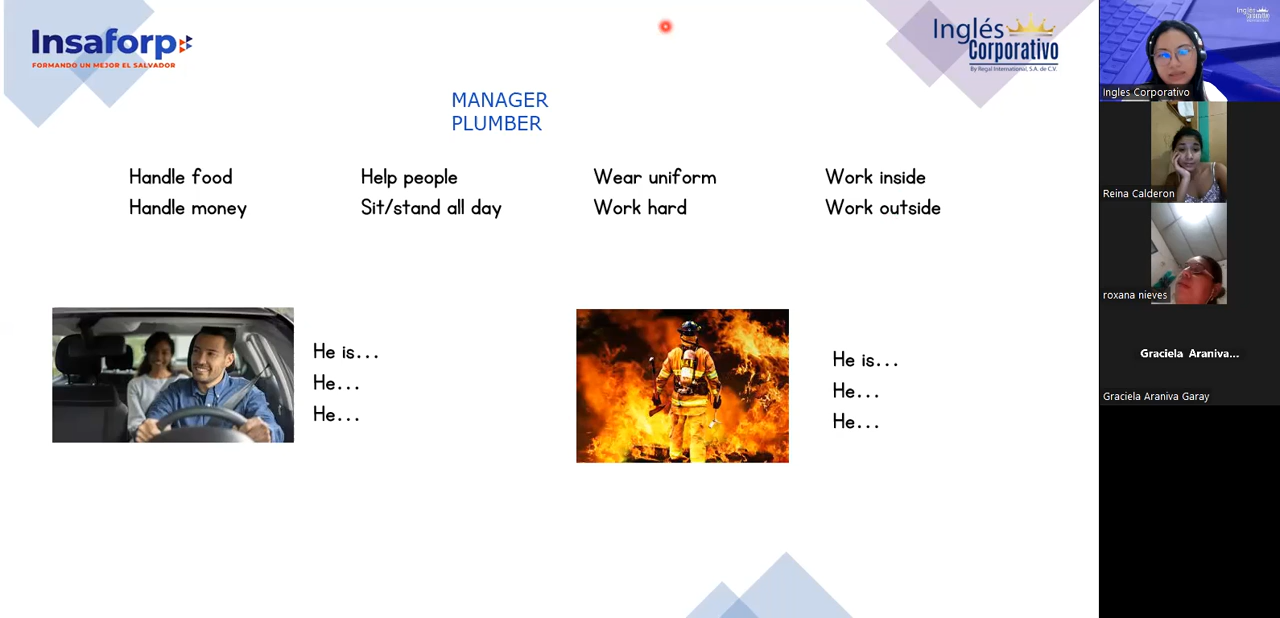 Insaforp
FORMANDO UN MEJOR EL SALVADOR
Inglés
Corporativo
By Regal International, S.A. de C.V.
MANAGER
PLUMBER
Handle food
Handle money
Help people
Sit/stand all day
Wear uniform
Work hard
Work inside
Work outside
He is...
He...
He...
He is...
He...
He...
Inglés
Corporativo
Ingles Corporativo
Reina Calderon
roxana nieves
Graciela Araniva...
Graciela Araniva Garay